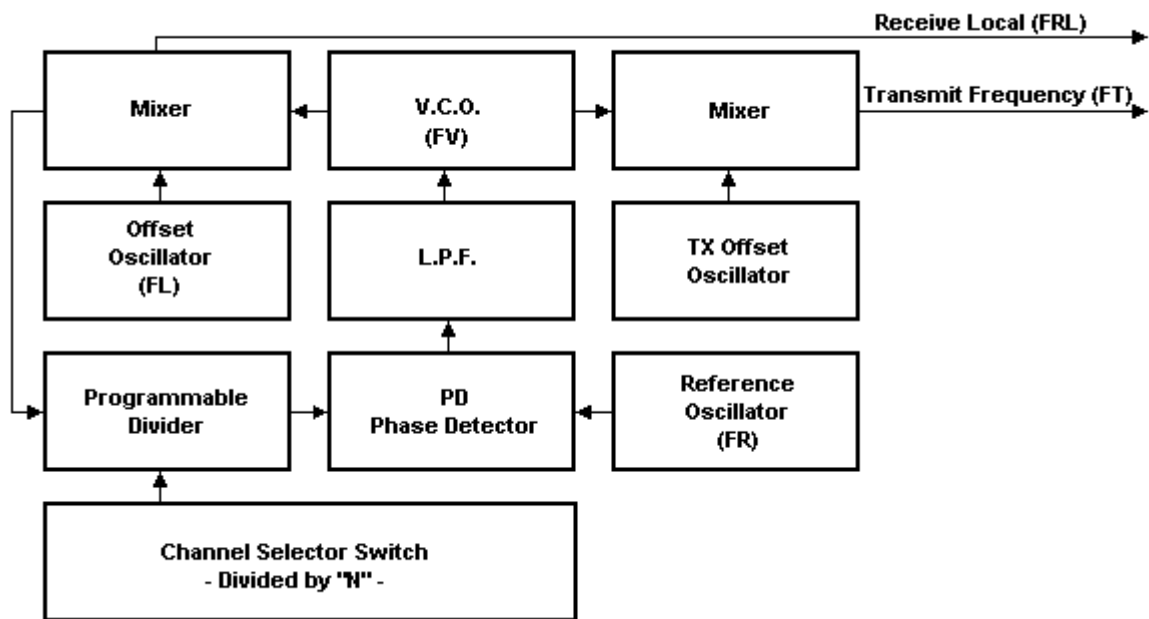 Receive Local (FRL)
Mixer
V.C.O.
(FV)
Mixer
Transmit Frequency (FT)
Offset
Oscillator
(FL)
L.P.F.
TX Offset
Oscillator
Programmable
Divider
PD
Phase Detector
Reference
Oscillator
(FR)
Channel Selector Switch
- Divided by "N" -